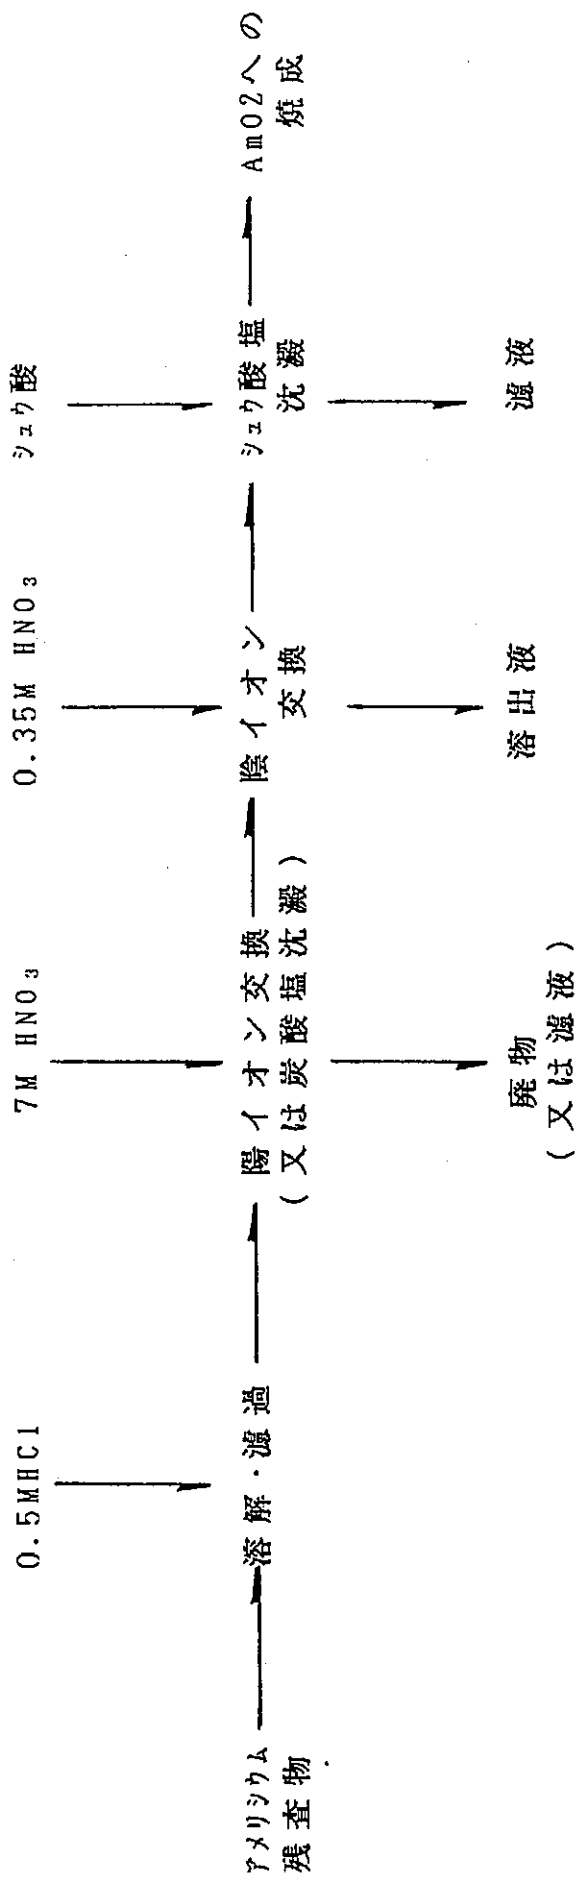 0.5MHCl
7M HNO₃
0.35M HNO₃
シュウ酸
アメリシウム
残査物
溶解・濾過
陽イオン交換
(又は炭酸塩沈澱)
陰イオン
交換
シュウ酸塩
沈澱
AmO2への
焼成
廃物
(又は濾液)
溶出液
濾液